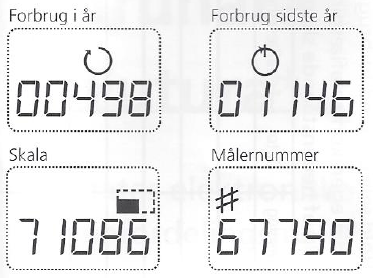 Forbrug i år
Forbrug sidste år
00498
01146
Skala
Målernummer
71086
#
67790